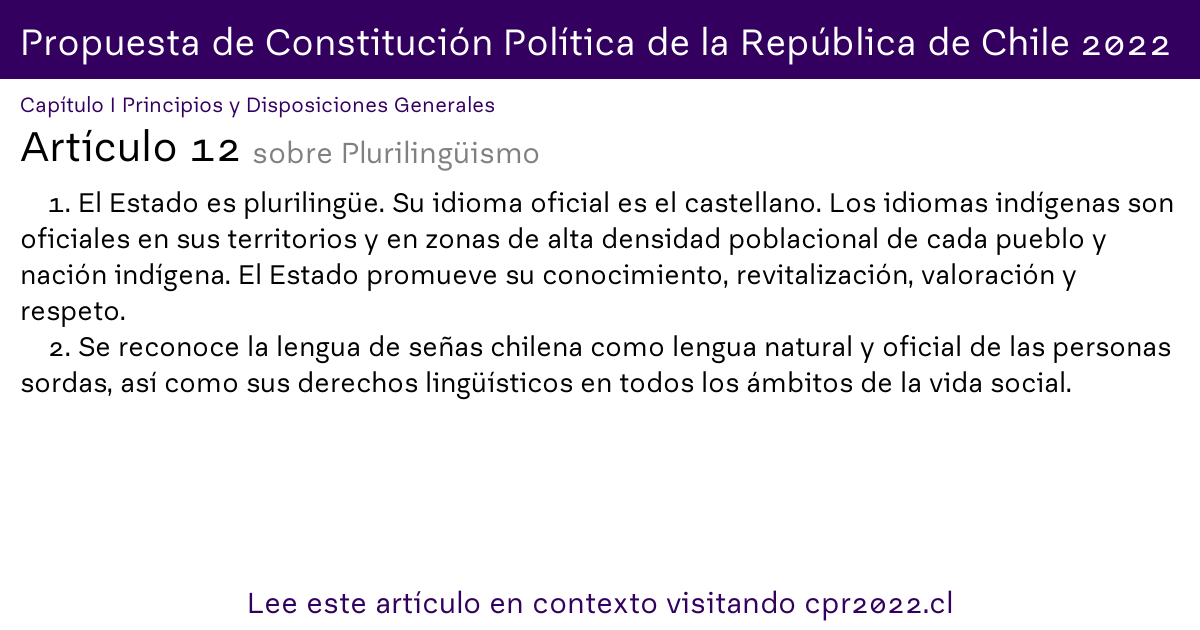 Propuesta de Constitución Política de la República de Chile 2022
Capítulo I Principios y Disposiciones Generales
Artículo 12 sobre Plurilingüismo
1. El Estado es plurilingüe. Su idioma oficial es el castellano. Los idiomas indígenas son
oficiales en sus territorios y en zonas de alta densidad poblacional de cada pueblo y
nación indígena. El Estado promueve su conocimiento, revitalización, valoración y
respeto.
2. Se reconoce la lengua de señas chilena como lengua natural y oficial de las personas
sordas, así como sus derechos lingüísticos en todos los ámbitos de la vida social.
Lee este artículo en contexto visitando cpr2022.cl